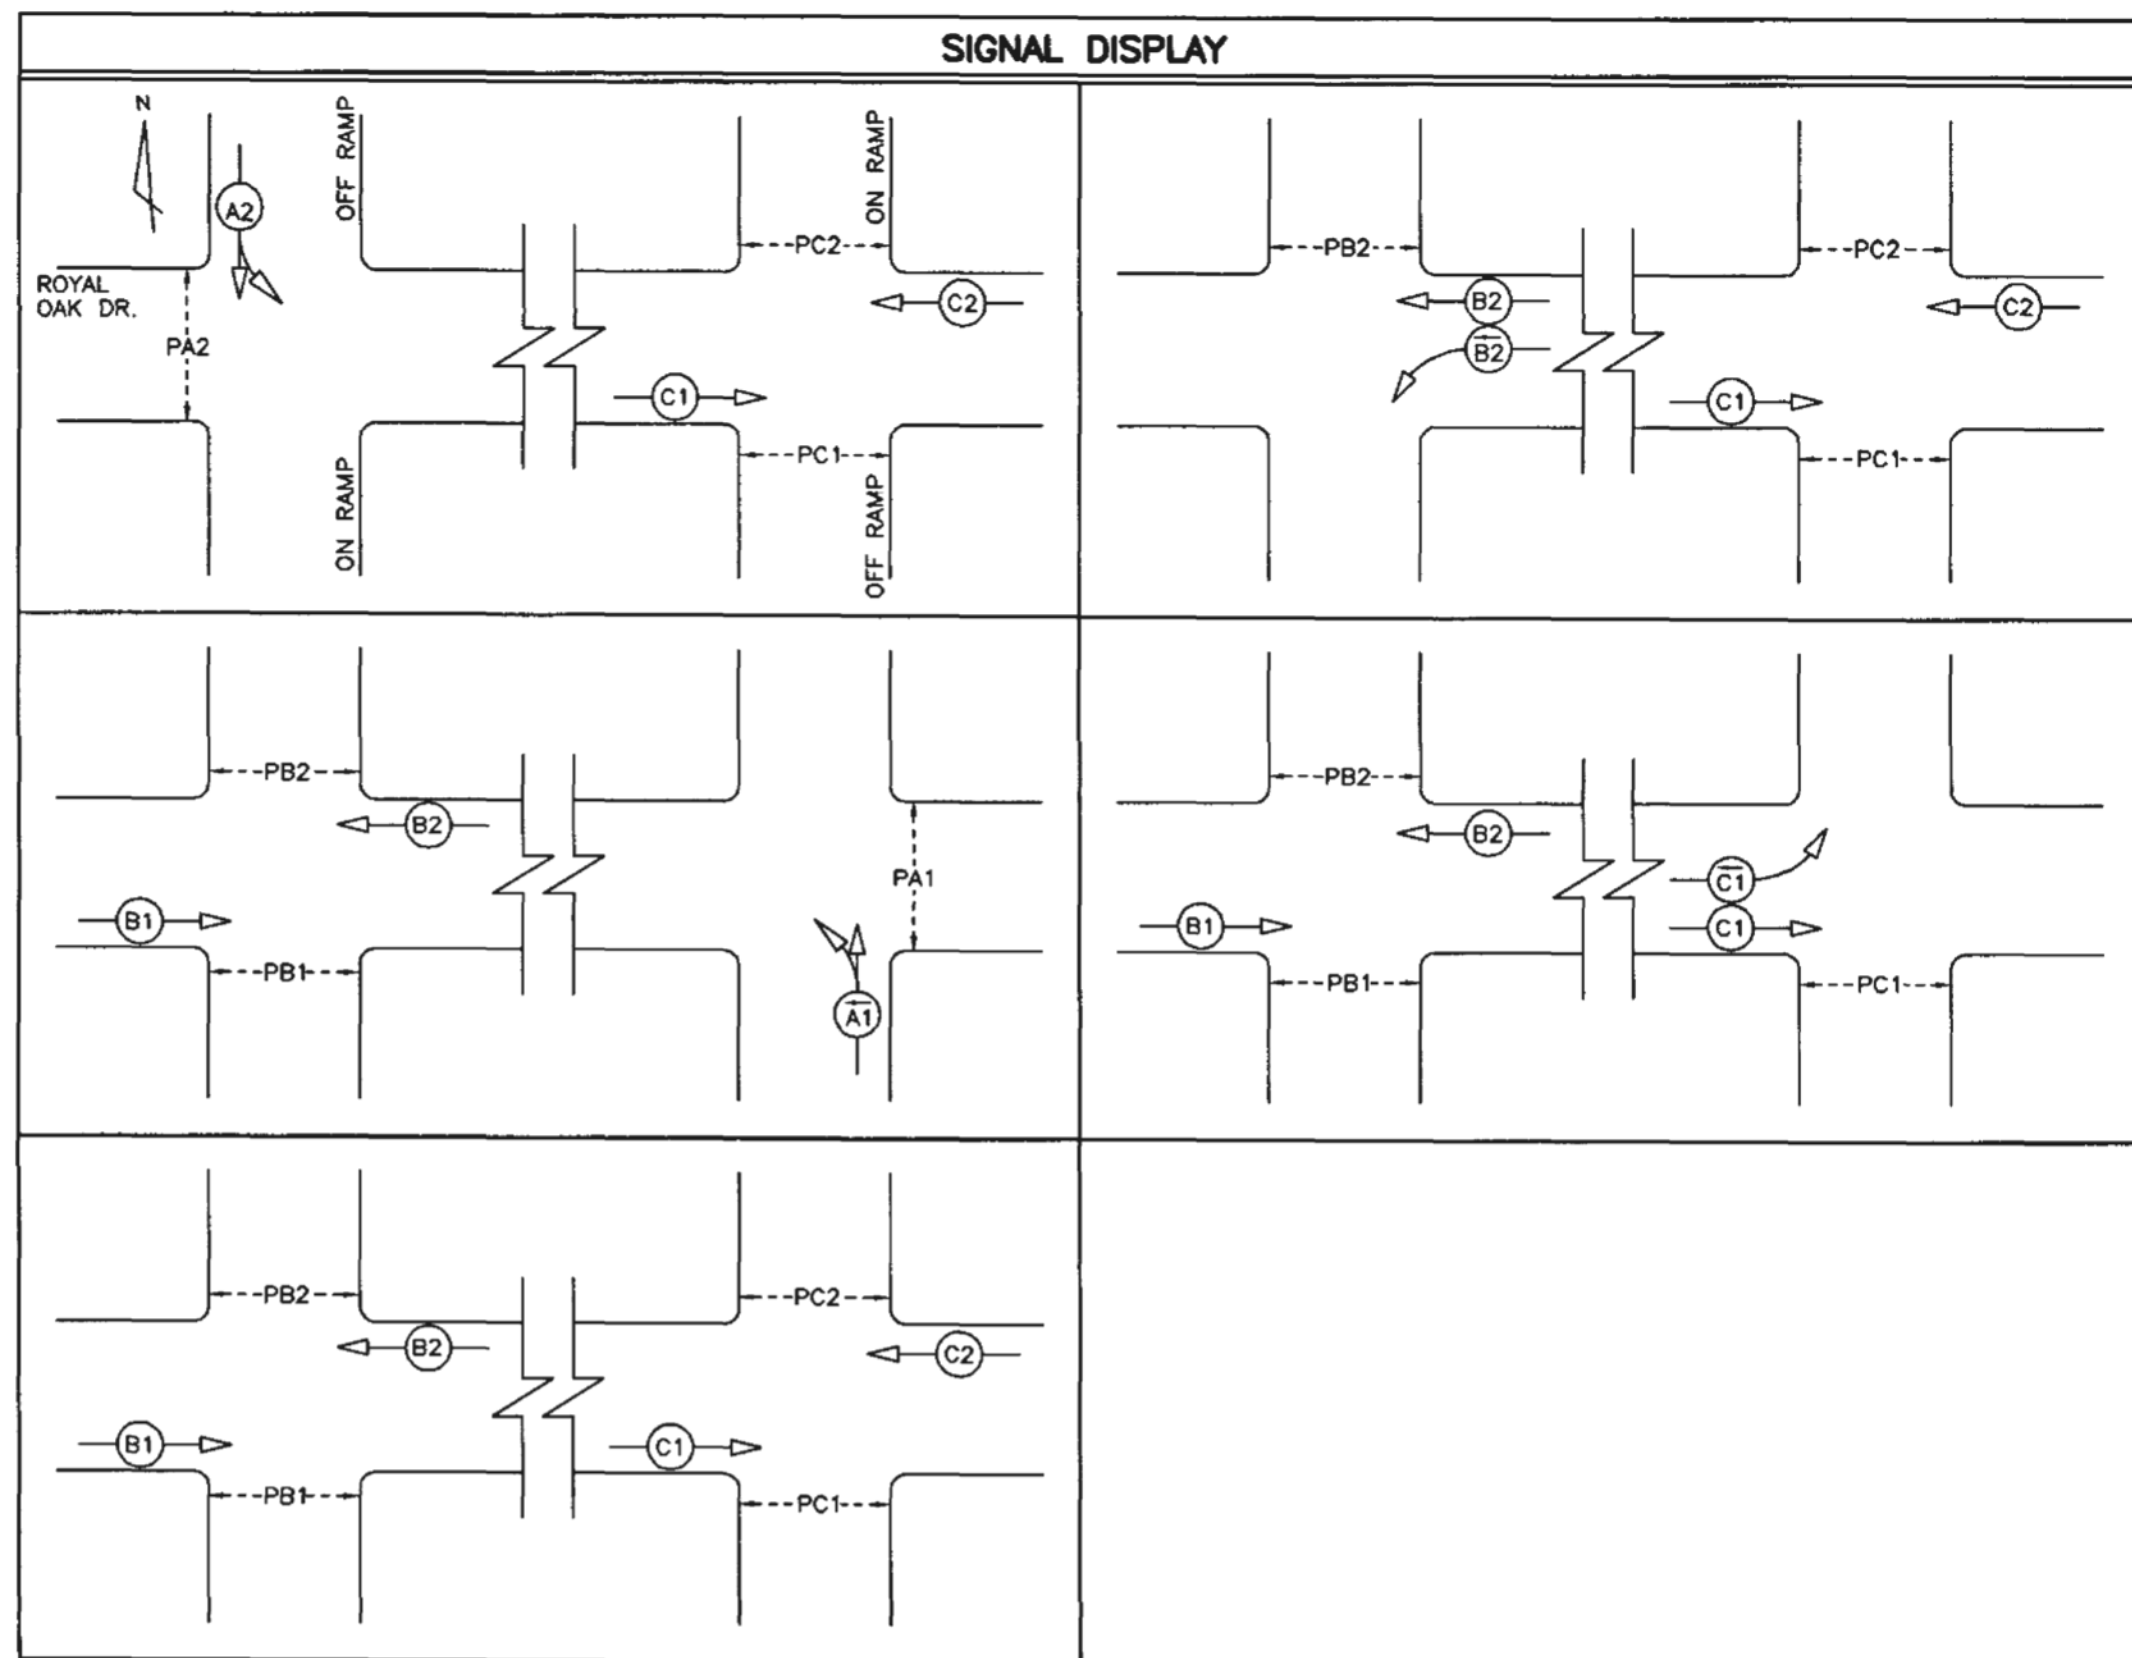 SIGNAL DISPLAY
N
A2
OFF RAMP
ON RAMP
ROYAL
OAK DR.
PA2
PC2
C2
C1
PC1
ON RAMP
OFF RAMP
PB2
PC2
B2
C2
B2
C1
PC1
PB2
B2
PA1
B1
PB1
A1
PB2
B2
C1
B1
C1
PB1
PC1
PB2
PC2
B2
C2
B1
C1
PB1
PC1